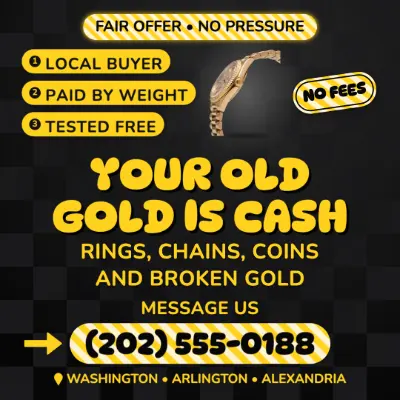 FAIR OFFER • NO PRESSURE
1 LOCAL BUYER
2 PAID BY WEIGHT
3 TESTED FREE
NO FEES
YOUR OLD
GOLD IS CASH
RINGS, CHAINS, COINS
AND BROKEN GOLD
MESSAGE US
(202) 555-0188
WASHINGTON • ARLINGTON • ALEXANDRIA